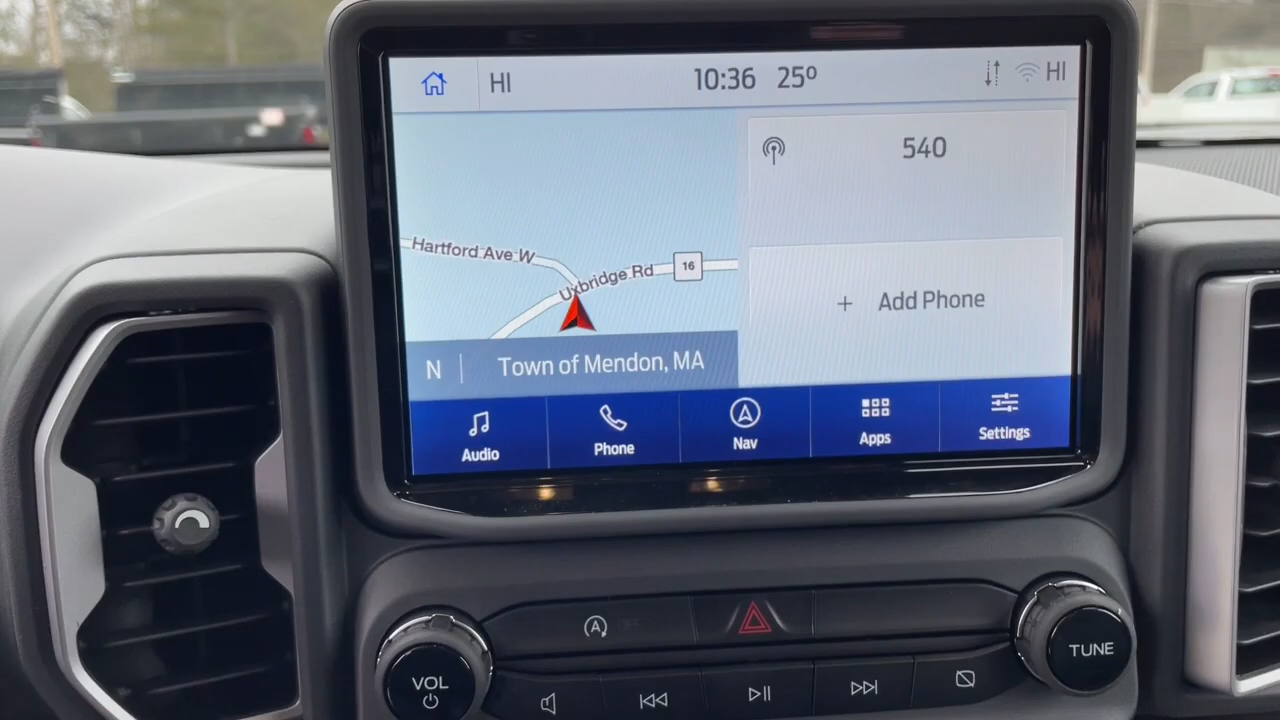 HI
10:36 25º
HI
540
Hartford Ave W
Uxbridge Rd
16
+ Add Phone
N
Town of Mendon, MA
Audio
Phone
Nav
Apps
Settings
A
VOL
TUNE